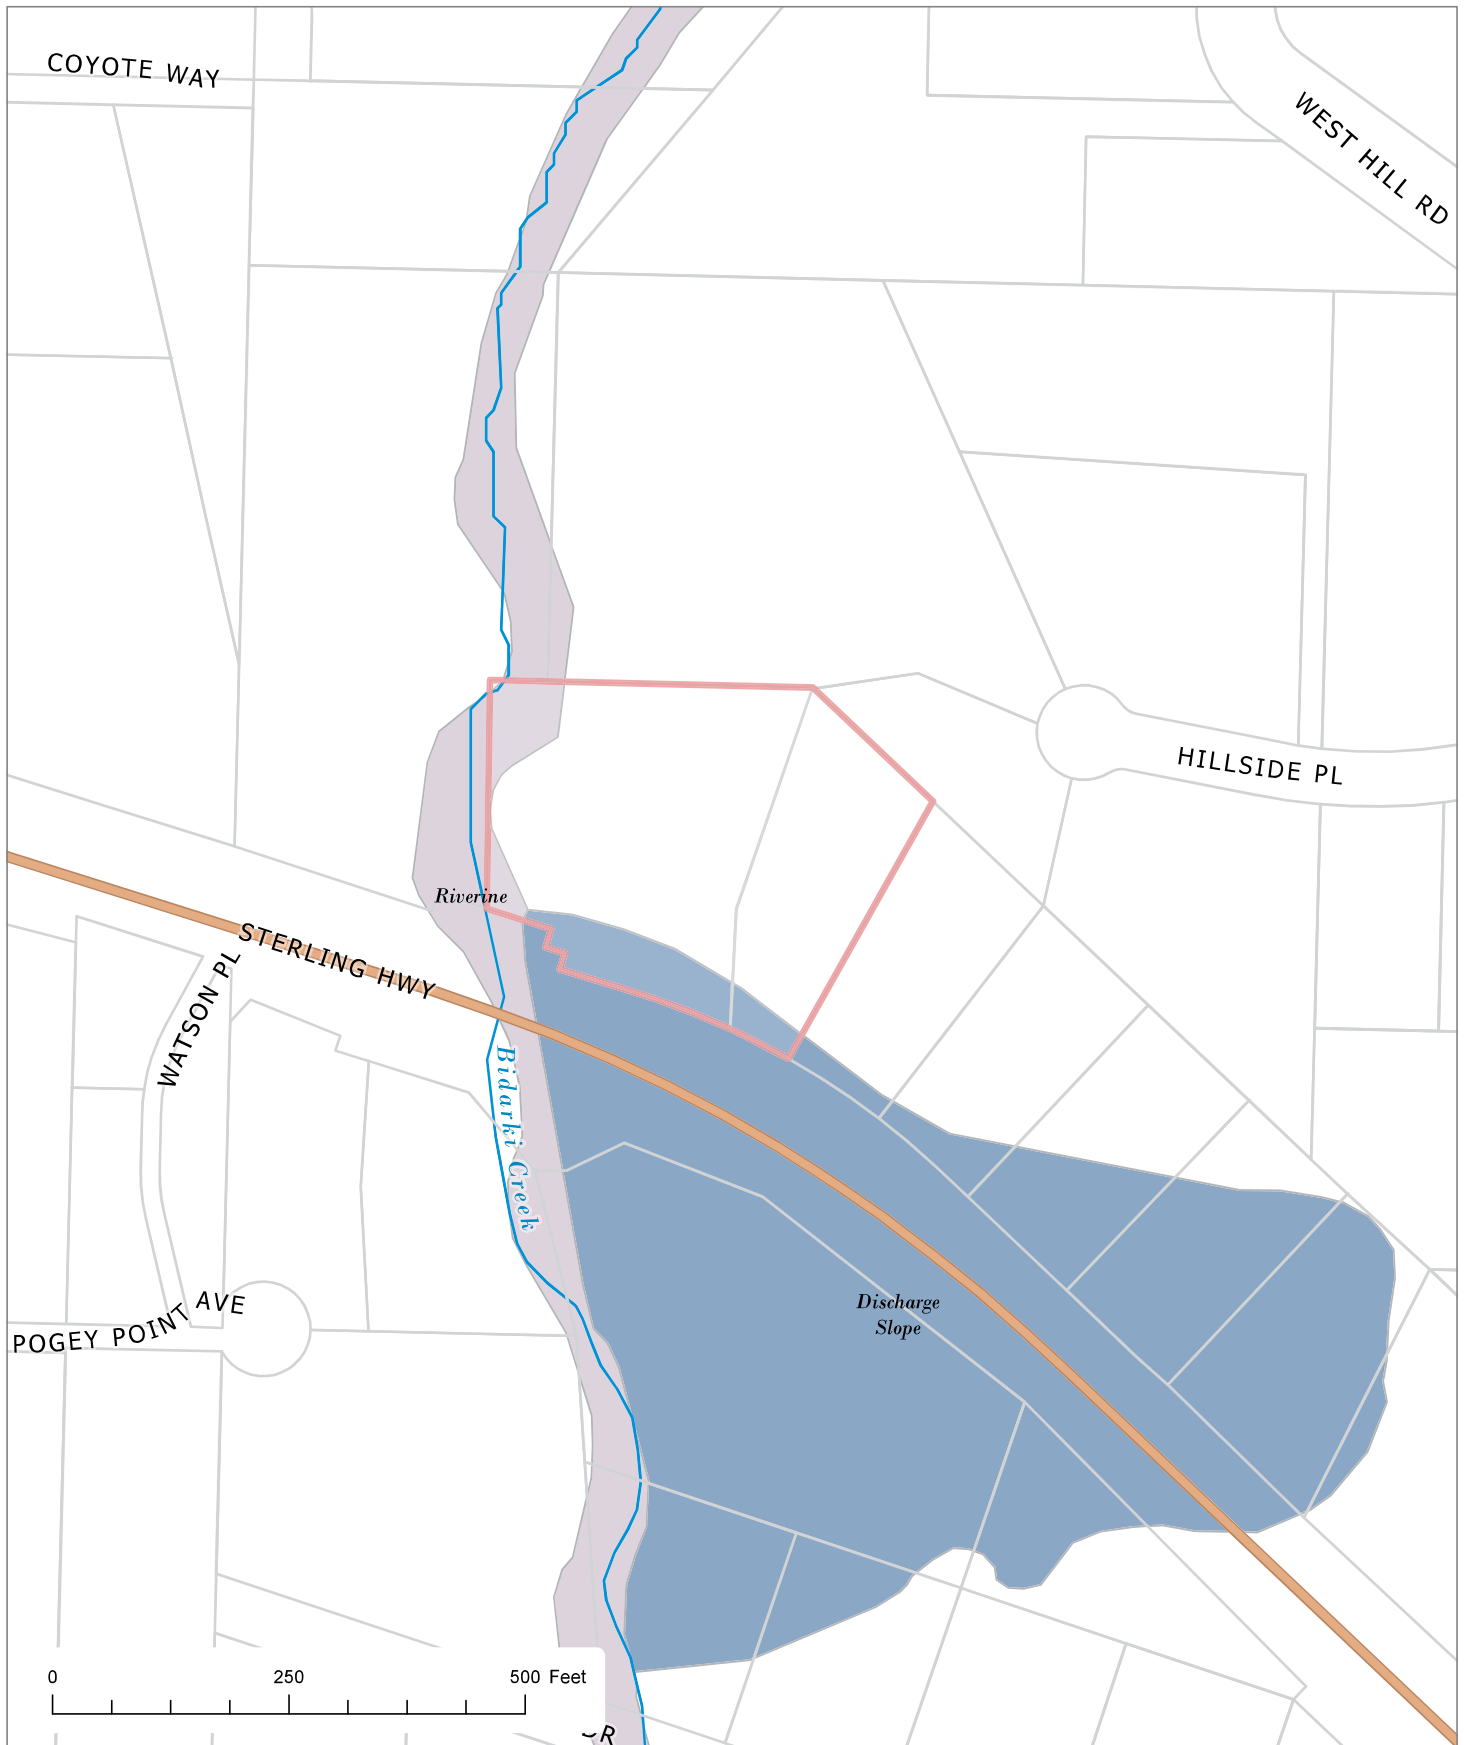 COYOTE WAY
WEST HILL RD
HILLSIDE PL
Riverine
STERLING HWY
WATSON PL
Bidarki Creek
Discharge
Slope
POGEY POINT AVE
0 250 500 Feet